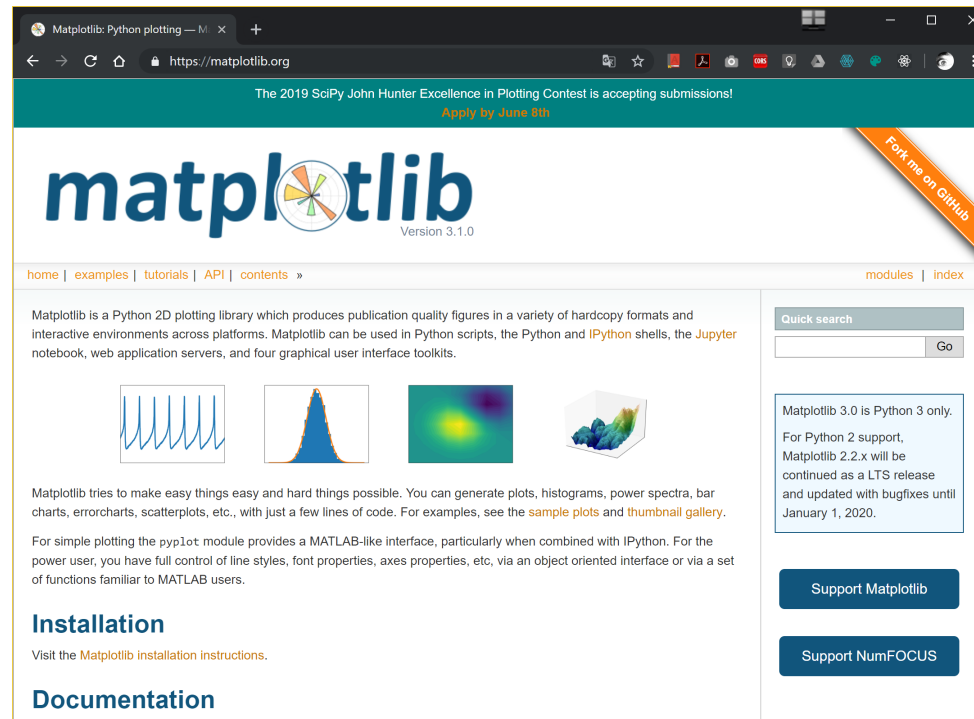 Matplotlib: Python plotting — M
https://matplotlib.org
CORS
The 2019 SciPy John Hunter Excellence in Plotting Contest is accepting submissions!
Apply by June 8th
matplotlib
Version 3.1.0
Fork me on GitHub
home | examples | tutorials | API | contents »
modules | index
Matplotlib is a Python 2D plotting library which produces publication quality figures in a variety of hardcopy formats and
interactive environments across platforms. Matplotlib can be used in Python scripts, the Python and IPython shells, the Jupyter
notebook, web application servers, and four graphical user interface toolkits.
Matplotlib tries to make easy things easy and hard things possible. You can generate plots, histograms, power spectra, bar
charts, errorcharts, scatterplots, etc., with just a few lines of code. For examples, see the sample plots and thumbnail gallery.
For simple plotting the pyplot module provides a MATLAB-like interface, particularly when combined with IPython. For the
power user, you have full control of line styles, font properties, axes properties, etc, via an object oriented interface or via a set
of functions familiar to MATLAB users.
Installation
Visit the Matplotlib installation instructions.
Documentation
Quick search
Go
Matplotlib 3.0 is Python 3 only.
For Python 2 support,
Matplotlib 2.2.x will be
continued as a LTS release
and updated with bugfixes until
January 1, 2020.
Support Matplotlib
Support NumFOCUS